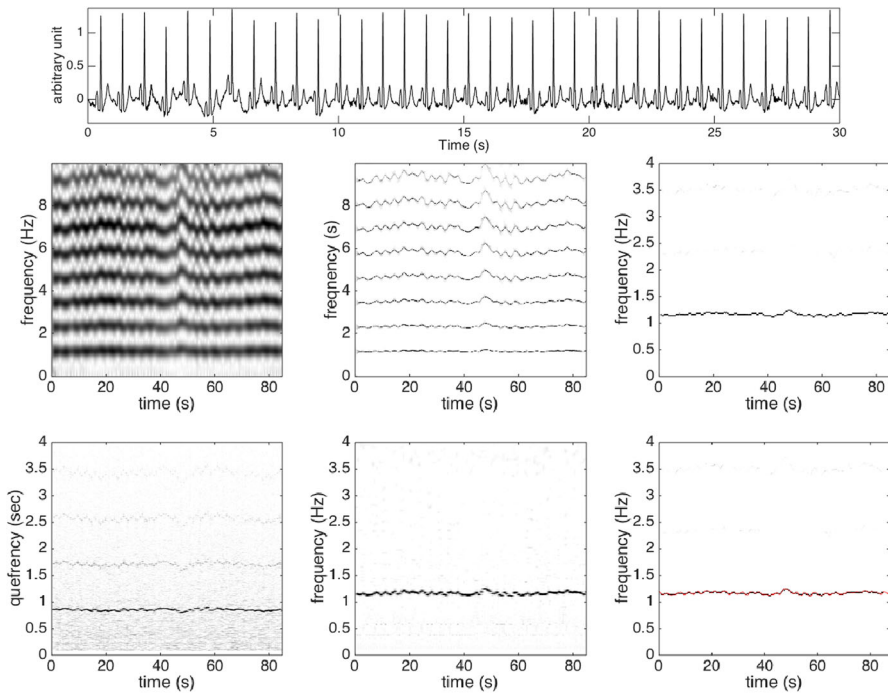 arbitrary unit
1
0.5
0
0 5 10 15 20 25 30
Time (s)
frequency (Hz)
8
6
4
2
0
0 20 40 60 80
time (s)
freqnency (s)
8
6
4
2
0
0 20 40 60 80
time (s)
frequency (Hz)
4
3.5
3
2.5
2
1.5
1
0.5
0
0 20 40 60 80
time (s)
quefrency (sec)
4
3.5
3
2.5
2
1.5
1
0.5
0
0 20 40 60 80
time (s)
frequency (Hz)
4
3.5
3
2.5
2
1.5
1
0.5
0
0 20 40 60 80
time (s)
frequency (Hz)
4
3.5
3
2.5
2
1.5
1
0.5
0
0 20 40 60 80
time (s)